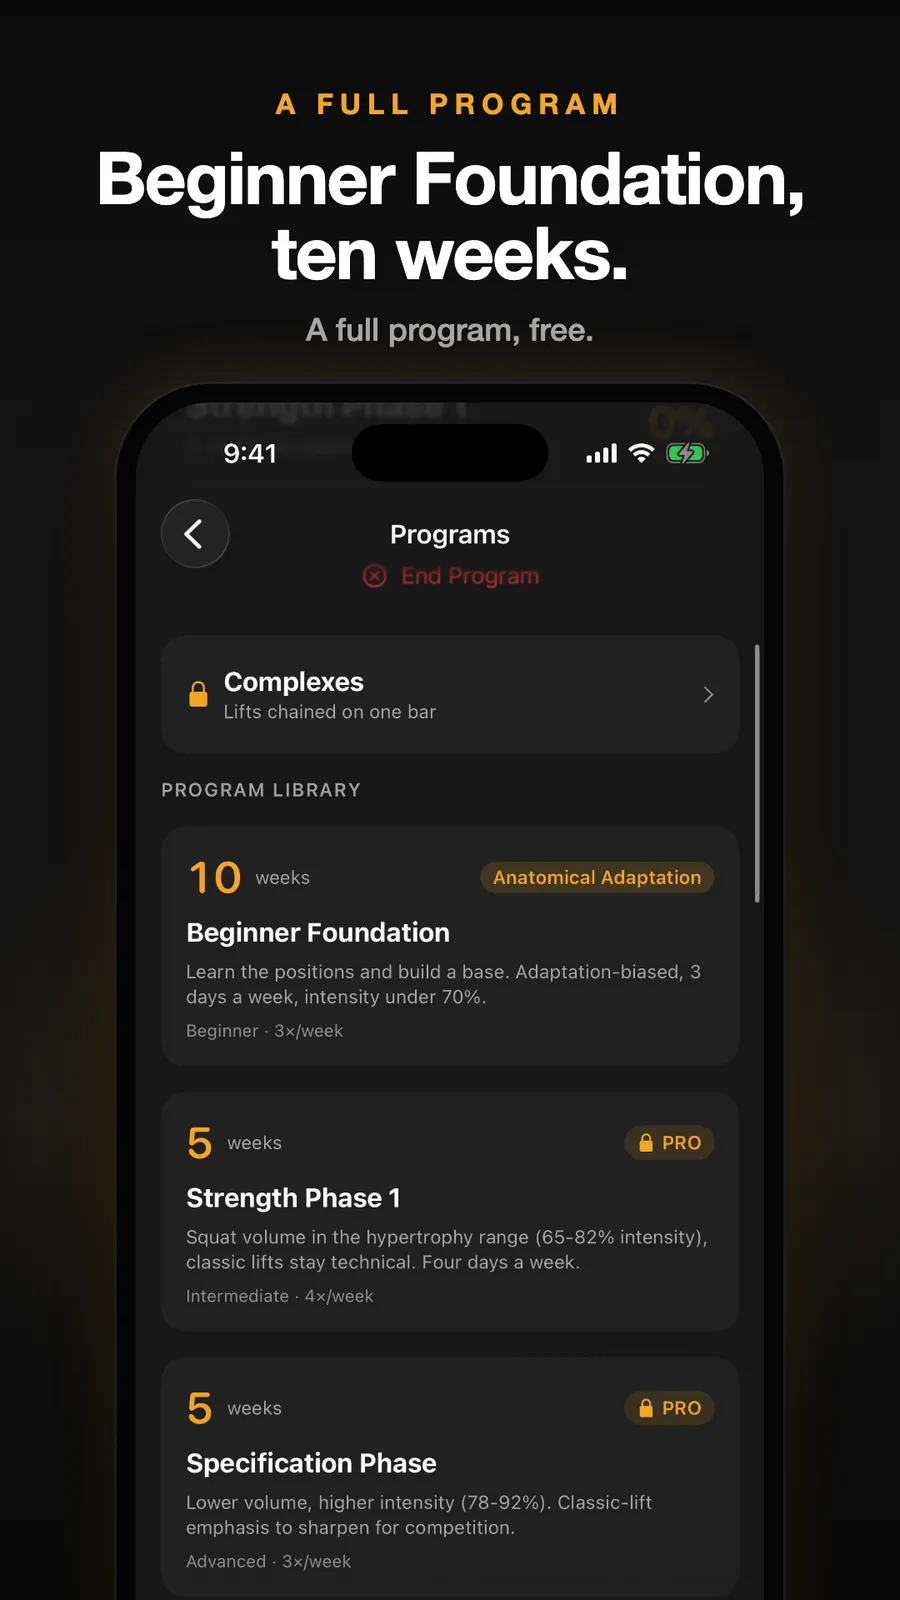 A FULL PROGRAM
Beginner Foundation,
ten weeks.
A full program, free.
Strength Phase 1
0%
9:41
Programs
End Program
Complexes
Lifts chained on one bar
PROGRAM LIBRARY
10 weeks
Anatomical Adaptation
Beginner Foundation
Learn the positions and build a base. Adaptation-biased, 3
days a week, intensity under 70%.
Beginner · 3×/week
5 weeks
PRO
Strength Phase 1
Squat volume in the hypertrophy range (65-82% intensity),
classic lifts stay technical. Four days a week.
Intermediate · 4×/week
5 weeks
PRO
Specification Phase
Lower volume, higher intensity (78-92%). Classic-lift
emphasis to sharpen for competition.
Advanced · 3×/week